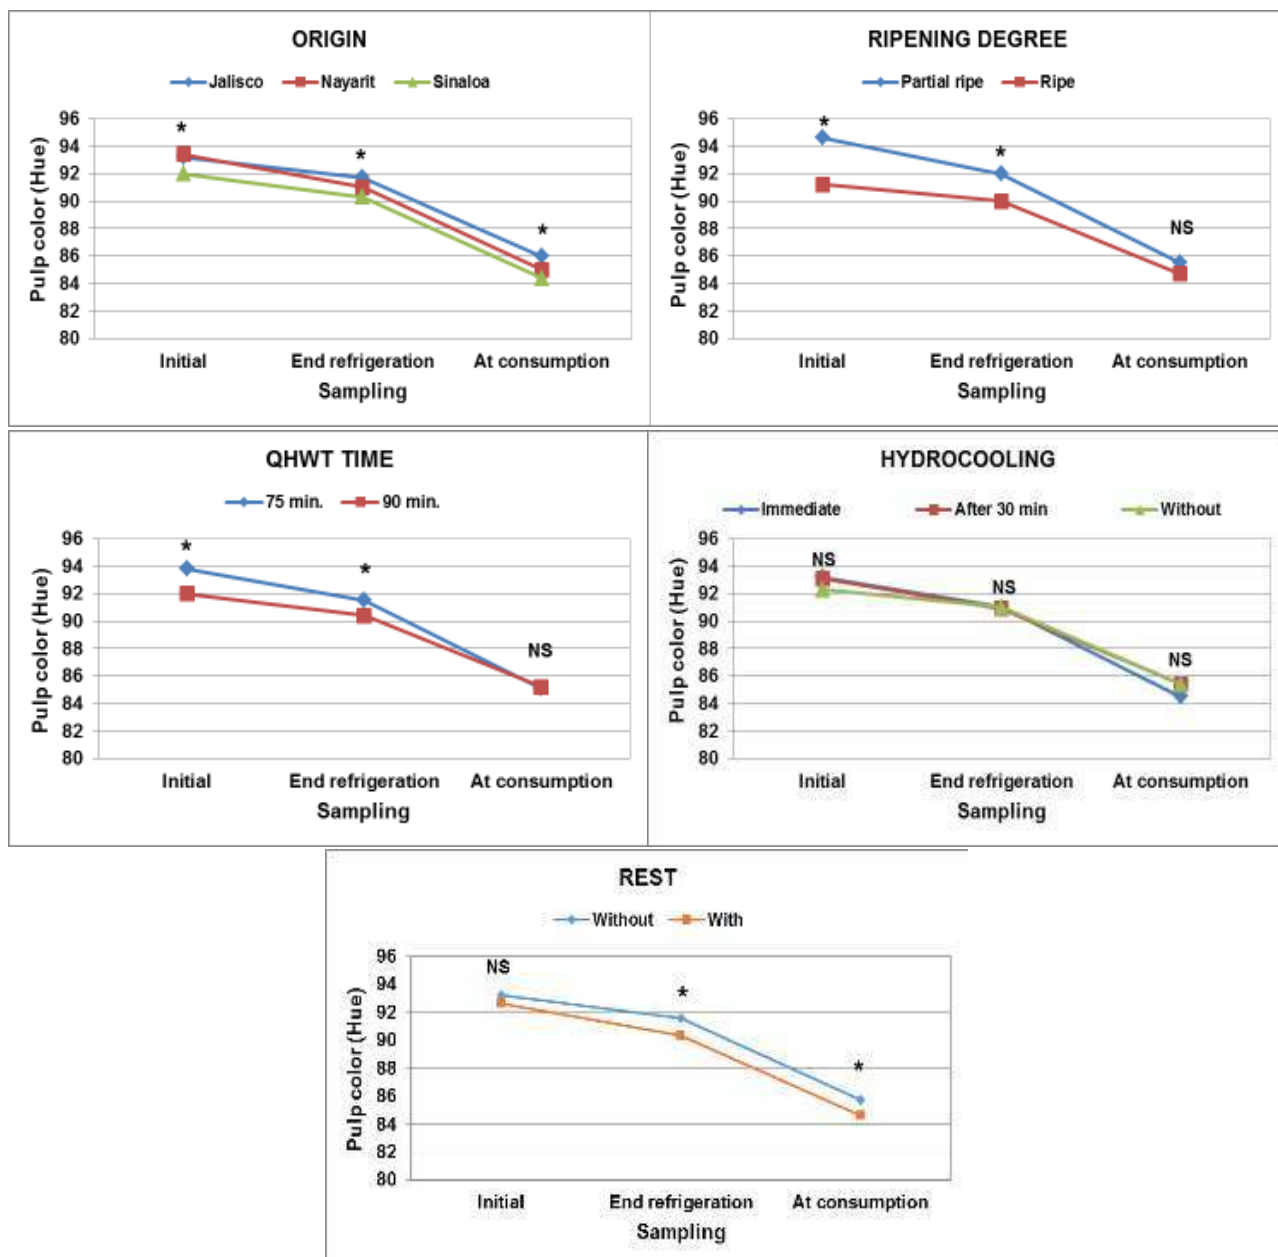 ORIGIN
Jalisco Nayarit Sinaloa
96
94
92
90
88
86
84
82
80
Pulp color (Hue)
*
*
*
Initial End refrigeration At consumption
Sampling
RIPENING DEGREE
Partial ripe Ripe
96
94
92
90
88
86
84
82
80
Pulp color (Hue)
*
*
NS
Initial End refrigeration At consumption
Sampling
QHWT TIME
75 min. 90 min.
96
94
92
90
88
86
84
82
80
Pulp color (Hue)
*
*
NS
Initial End refrigeration At consumption
Sampling
HYDROCOOLING
Immediate After 30 min Without
96
94
92
90
88
86
84
82
80
Pulp color (Hue)
NS
NS
NS
Initial End refrigeration At consumption
Sampling
REST
Without With
96
94
92
90
88
86
84
82
80
Pulp color (Hue)
NS
*
*
Initial End refrigeration At consumption
Sampling